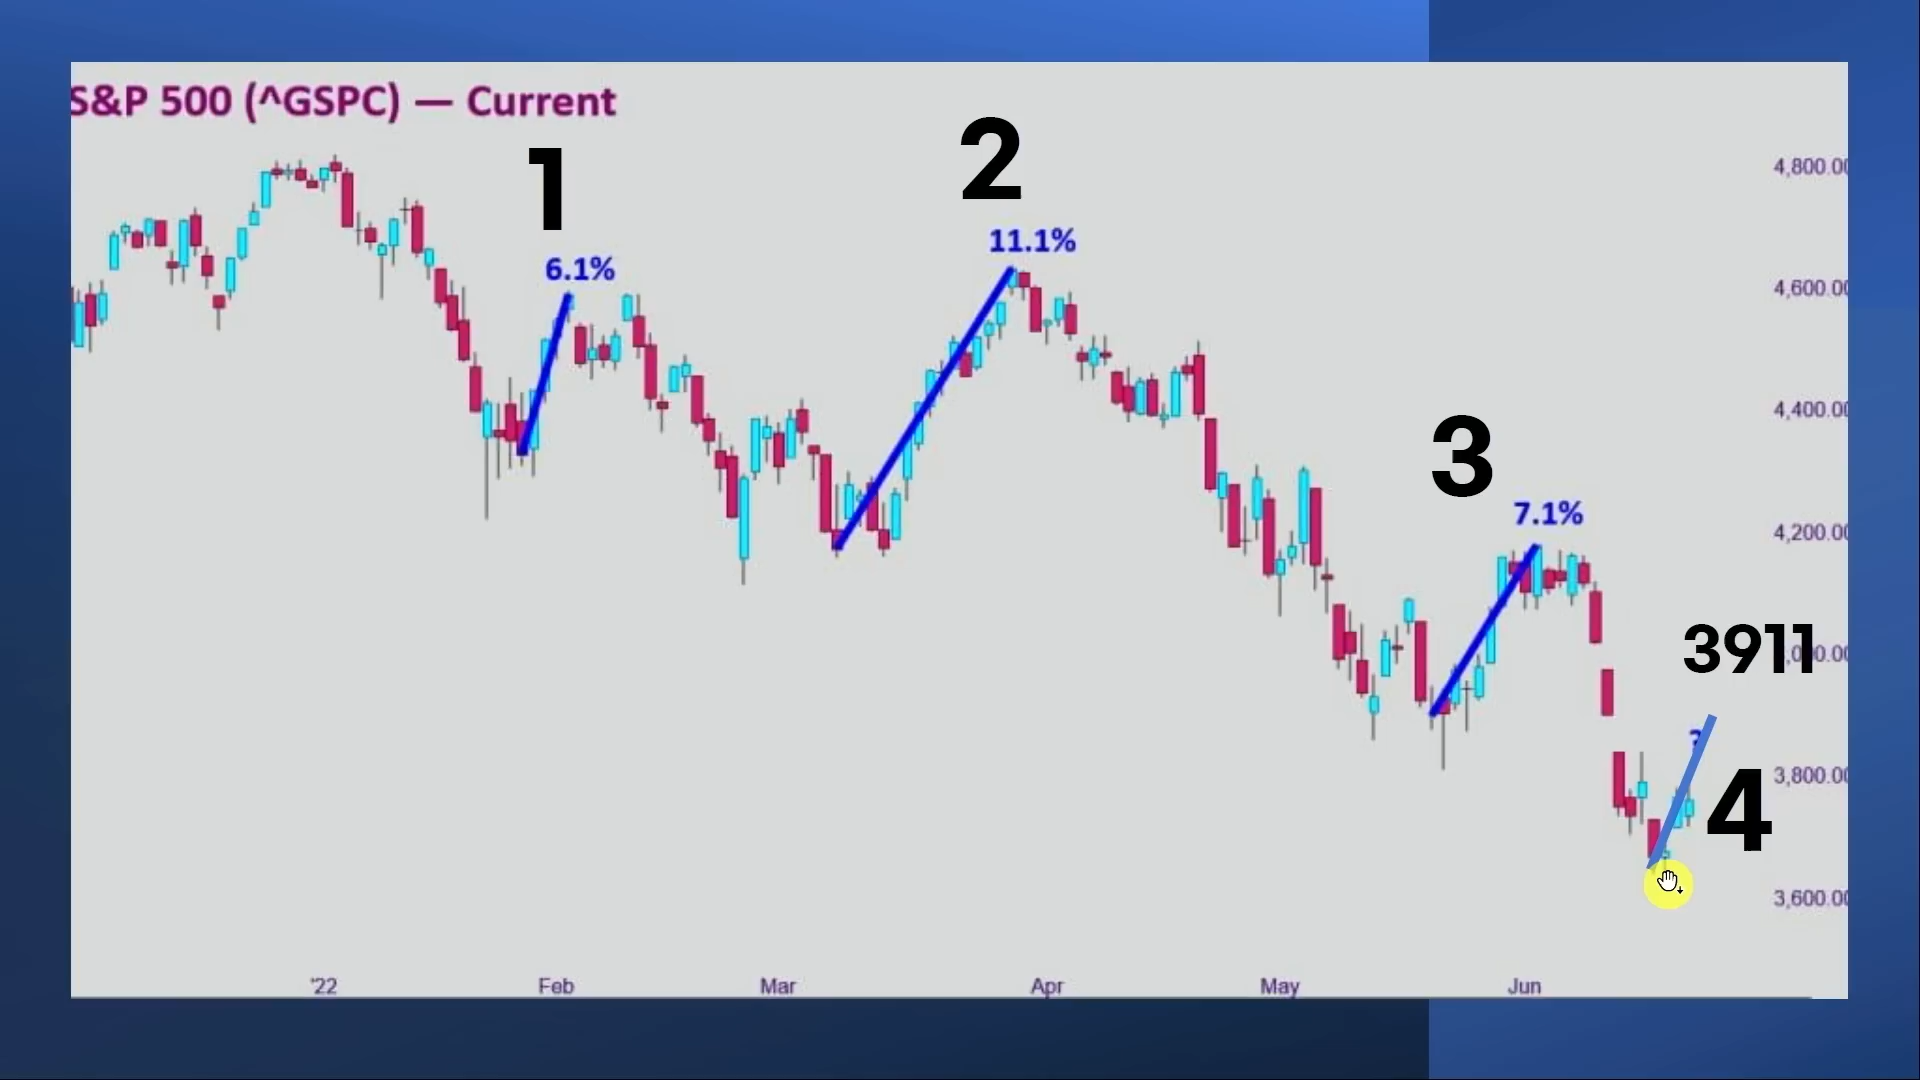 S&P 500 (^GSPC) — Current
1
2
6.1%
11.1%
3
7.1%
3911
?
4
4,800.00
4,600.00
4,400.00
4,200.00
3,800.00
3,600.00
'22
Feb
Mar
Apr
May
Jun